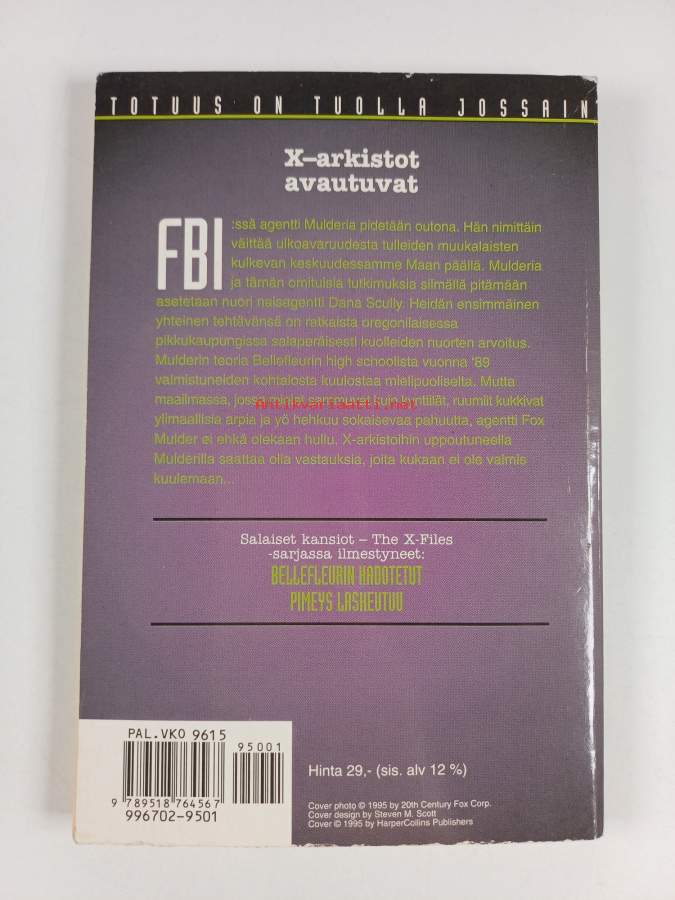 TOTUUS ON TUOLLA JOSSAIN
X-arkistot
avautuvat
FBI:ssä agentti Mulderia pidetään outona. Hän nimittäin
väittää ulkoavaruudesta tulleiden muukalaisten
kulkevan keskuudessamme Maan päällä. Mulderia
ja tämän omituisia tutkimuksia silmällä pitämään
asetetaan nuori naisagentti Dana Scully. Heidän ensimmäinen
yhteinen tehtävänsä on ratkaista oregonilaisessa
pikkukaupungissa salaperäisesti kuolleiden nuorten arvoitus.
Mulderin teoria Bellefleurin high schoolista vuonna '89
valmistuneiden kohtalosta kuulostaa mielipuoliselta. Mutta
maailmassa, jossa mielet sammuvat kuin kynttilät, ruumiit kukkivat
Antikvariaatti.net
ylimaallisia arpia ja yö hehkuu sokaisevaa pahuutta, agentti Fox
Mulder ei ehkä olekaan hullu. X-arkistoihin uppoutuneella
Mulderilla saattaa olla vastauksia, joita kukaan ei ole valmis
kuulemaan...
Salaiset kansiot – The X-Files
-sarjassa ilmestyneet:
BELLEFLEURIN KADOTETUT
PIMEYS LASKEUTUU
PAL.VKO 9615
95001
9 789518 764567
996702-9501
Hinta 29,- (sis. alv 12 %)
Cover photo © 1995 by 20th Century Fox Corp.
Cover design by Steven M. Scott
Cover © 1995 by HarperCollins Publishers